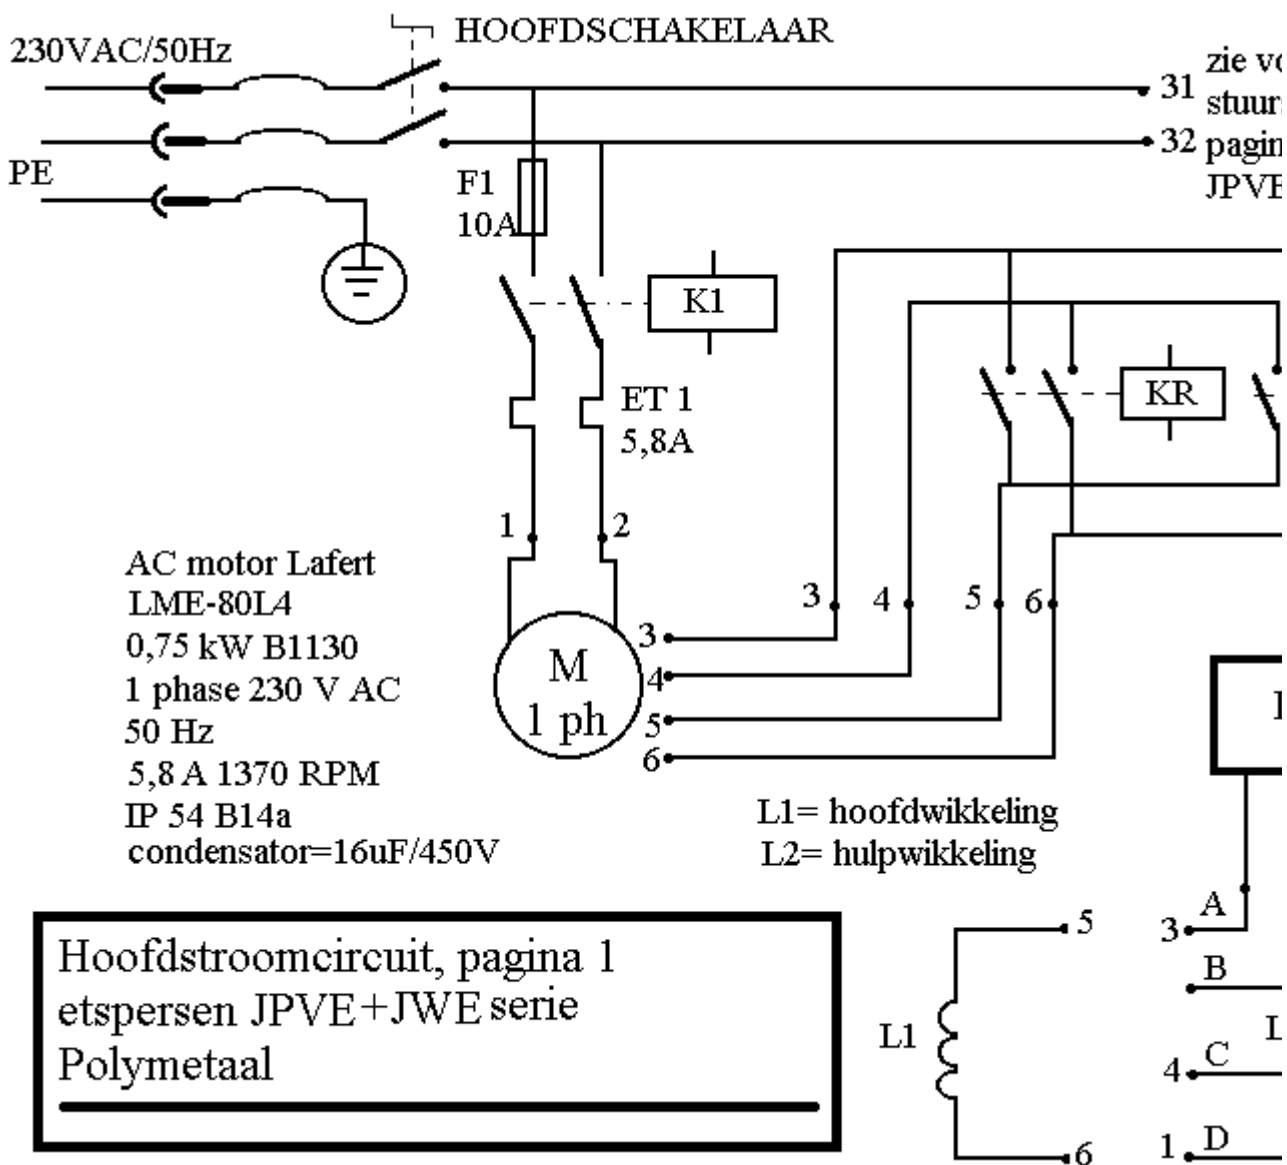 HOOFDSCHAKELAAR
230VAC/50Hz
31
32
PE
zie
F1
10A
K1
KR
ET 1
5,8A
1
2
AC motor Lafert
LME-80L4
0,75 kW B1130
1 phase 230 V AC
50 Hz
5,8 A 1370 RPM
IP 54 B14a
condensator=16uF/450V
M
1 ph
3
4
5
6
3
4
5
6
L1= hoofdwikkeling
L2= hulpwikkeling
Hoofdstroomcircuit, pagina 1
etspersen JPVE+JWE serie
Polymetaal
L1
5
6
3 A
B
4 C
1 D